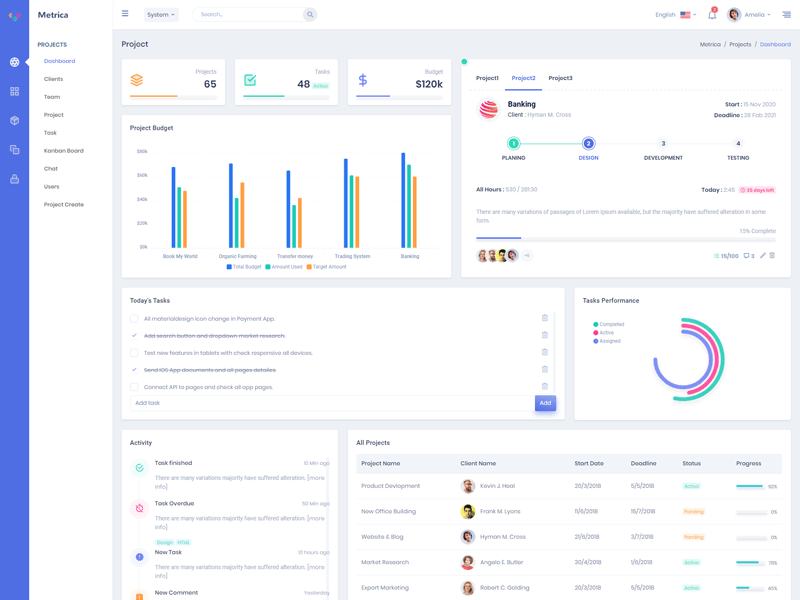 Metrica
System
Search...
English
2
Amelia
PROJECTS
Dashboard
Clients
Team
Project
Task
Kanban Board
Chat
Users
Project Create
Project
Metrica / Projects / Dashboard
Projects
65
Tasks
48 Active
Budget
$120k
Project Budget
$80k
$60k
$40k
$20k
$0k
Book My World
Organic Farming
Transfer money
Trading System
Banking
Total Budget
Amount Used
Target Amount
Project1
Project2
Project3
Banking
Client : Hyman M. Cross
Start : 15 Nov 2020
Deadline : 28 Feb 2021
1
2
3
4
PLANING
DESIGN
DEVELOPMENT
TESTING
All Hours : 530 / 281:30
Today : 2:45
35 days left
There are many variations of passages of Lorem Ipsum available, but the majority have suffered alteration in some
form.
15% Complete
15/100
3
Today's Tasks
All materialdesign icon change in Payment App.
Add search button and dropdown market research.
Test new features in tablets with check responsive all devices.
Send IOS App documents and all pages detailes.
Connect API to pages and check all app pages.
Add task
Add
Tasks Performance
Completed
Active
Assigned
Activity
Task finished
10 Min ago
There are many variations majority have suffered alteration. [more
info]
Task Overdue
50 Min ago
There are many variations majority have suffered alteration. [more
info]
Design
HTML
New Task
10 hours ago
There are many variations majority have suffered alteration. [more
info]
New Comment
Yesterday
All Projects
Project Name
Client Name
Start Date
Deadline
Status
Progress
Product Devlopment
Kevin J. Heal
20/3/2018
5/5/2018
Active
92%
New Office Building
Frank M. Lyons
11/6/2018
15/7/2018
Pending
0%
Website & Blog
Hyman M. Cross
21/6/2018
3/7/2018
Pending
0%
Market Research
Angelo E. Butler
30/4/2018
1/6/2018
Active
78%
Export Marketing
Robert C. Golding
20/3/2018
5/5/2018
Active
45%